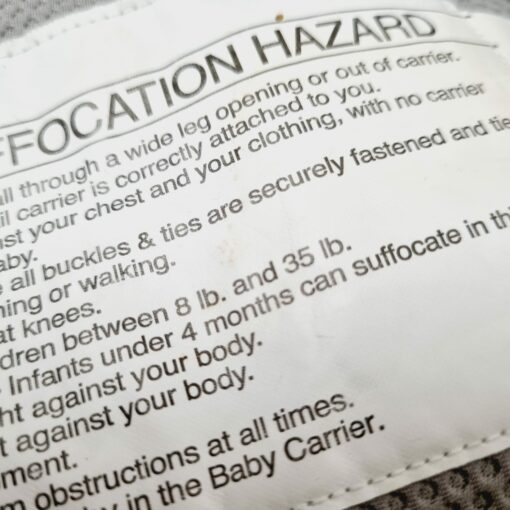 FFOCATION HAZARD
all through a wide leg opening or out of carrier.
il carrier is correctly attached to you.
ust your chest and your clothing, with no carrier
aby.
all buckles & ties are securely fastened and tie
ning or walking.
at knees.
dren between 8 lb. and 35 lb.
Infants under 4 months can suffocate in thi
ht against your body.
t against your body.
ment.
m obstructions at all times.
y in the Baby Carrier.